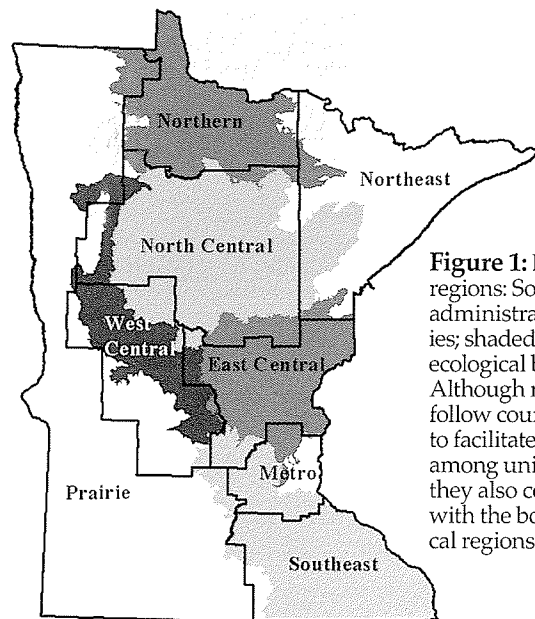 Northern
Northeast
North Central
West
Central
East Central
Metro
Prairie
Southeast
Figure 1:
regions: So
administra
ies; shaded
ecological b
Although r
follow cour
to facilitate
among uni
they also co
with the bo
cal regions